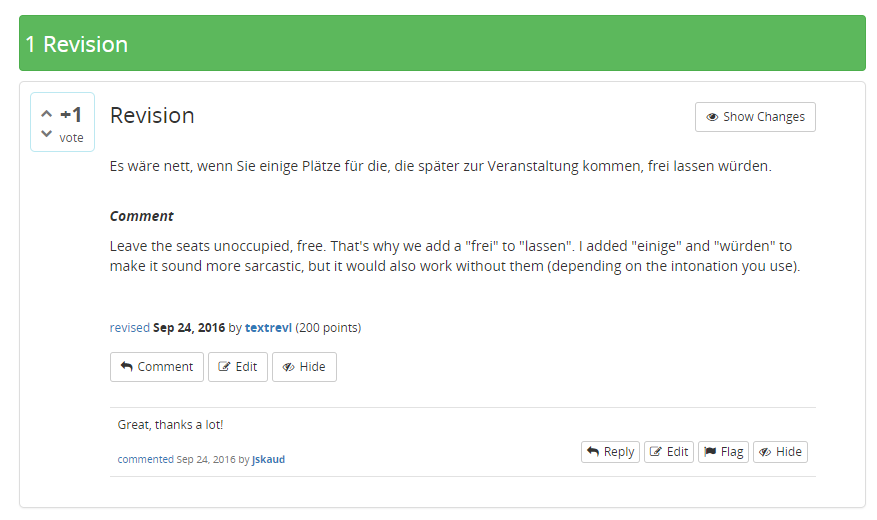 1 Revision
+1
vote
Revision
Show Changes
Es wäre nett, wenn Sie einige Plätze für die, die später zur Veranstaltung kommen, frei lassen würden.
Comment
Leave the seats unoccupied, free. That's why we add a "frei" to "lassen". I added "einige" and "würden" to
make it sound more sarcastic, but it would also work without them (depending on the intonation you use).
revised Sep 24, 2016 by textrevl (200 points)
Comment Edit Hide
Great, thanks a lot!
commented Sep 24, 2016 by jskaud
Reply Edit Flag Hide